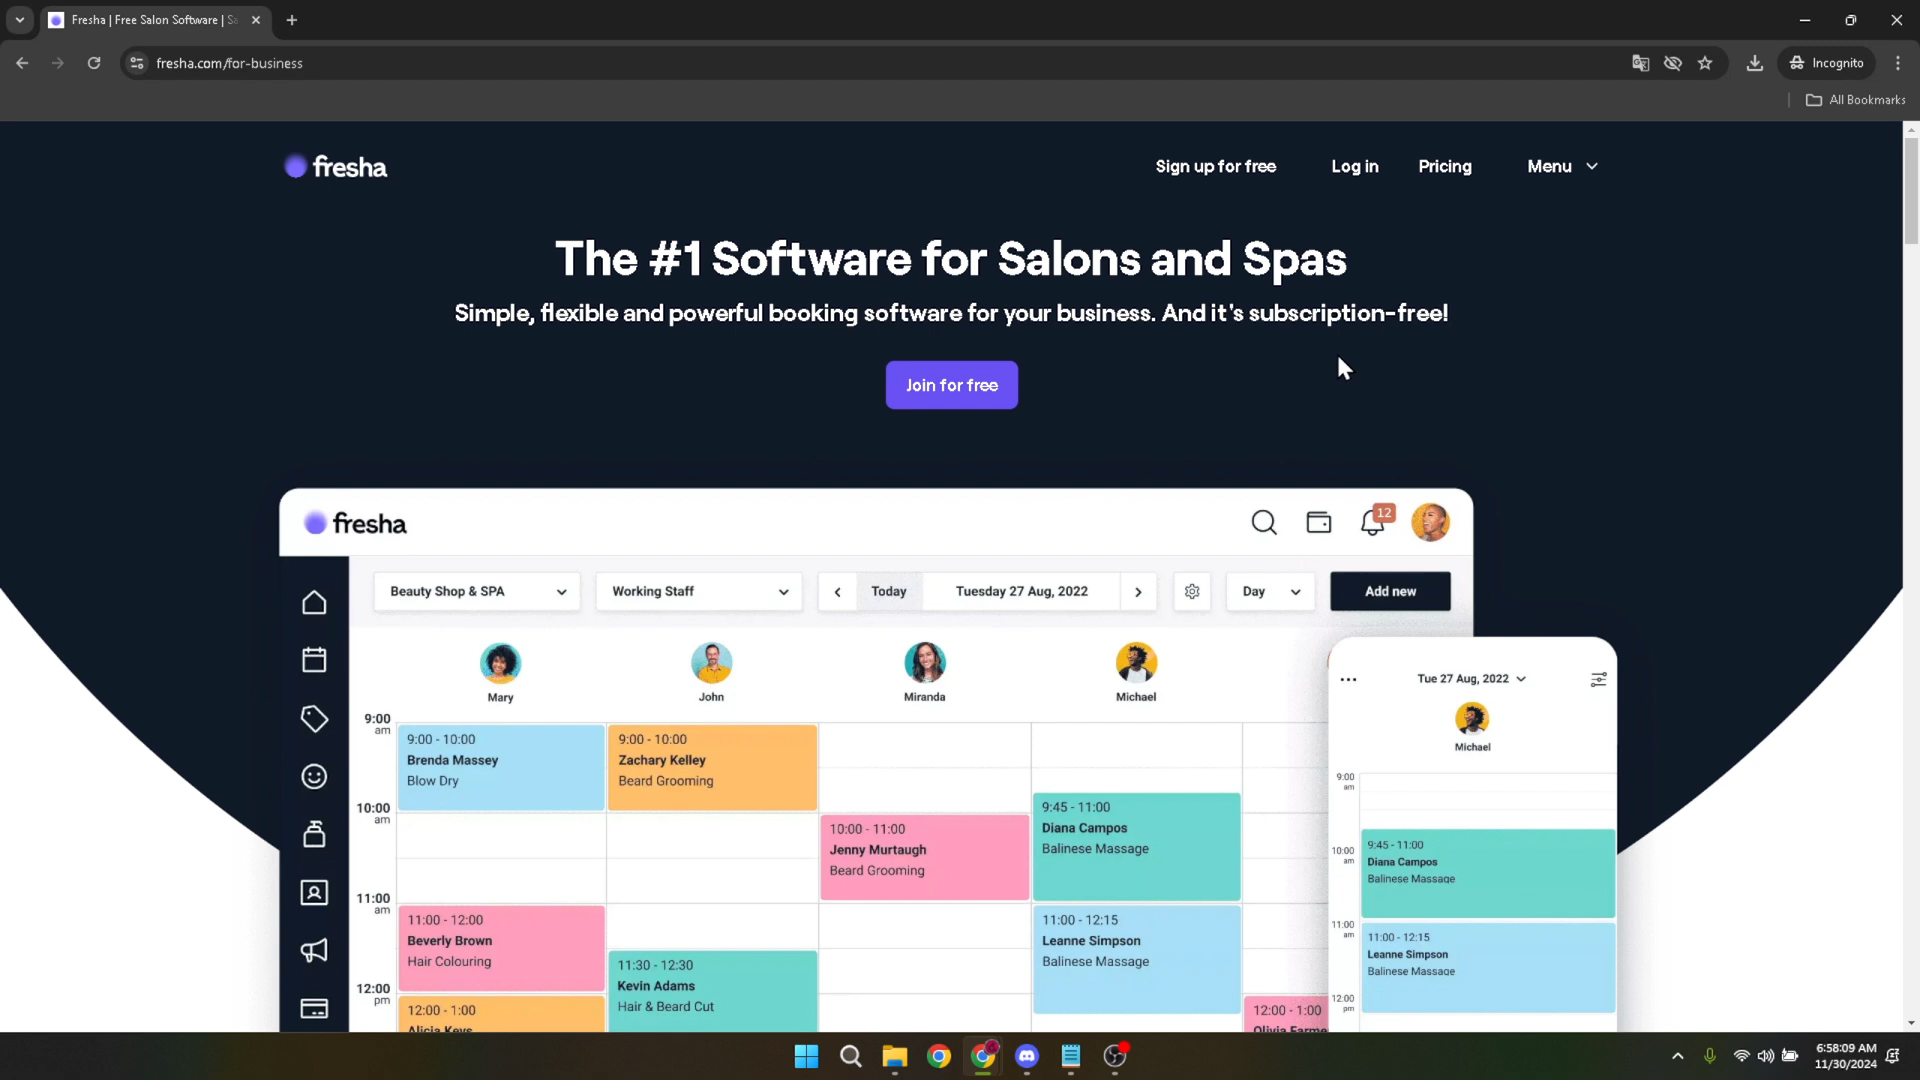 Fresha | Free Salon Software | Sa
fresha.com/for-business
Incognito
All Bookmarks
fresha
Sign up for free
Log in
Pricing
Menu
The #1 Software for Salons and Spas
Simple, flexible and powerful booking software for your business. And it's subscription-free!
Join for free
fresha
12
Beauty Shop & SPA
Working Staff
Today
Tuesday 27 Aug, 2022
Day
Add new
Mary
John
Miranda
Michael
9:00
am
10:00
am
11:00
am
12:00
pm
9:00 - 10:00
Brenda Massey
Blow Dry
11:00 - 12:00
Beverly Brown
Hair Colouring
12:00 - 1:00
Alicia Keys
9:00 - 10:00
Zachary Kelley
Beard Grooming
11:30 - 12:30
Kevin Adams
Hair & Beard Cut
10:00 - 11:00
Jenny Murtaugh
Beard Grooming
9:45 - 11:00
Diana Campos
Balinese Massage
11:00 - 12:15
Leanne Simpson
Balinese Massage
12:00 - 1:00
Olivia Farme
Tue 27 Aug, 2022
Michael
9:00
am
10:00
am
11:00
am
12:00
pm
9:45 - 11:00
Diana Campos
Balinese Massage
11:00 - 12:15
Leanne Simpson
Balinese Massage
6:58:09 AM
11/30/2024